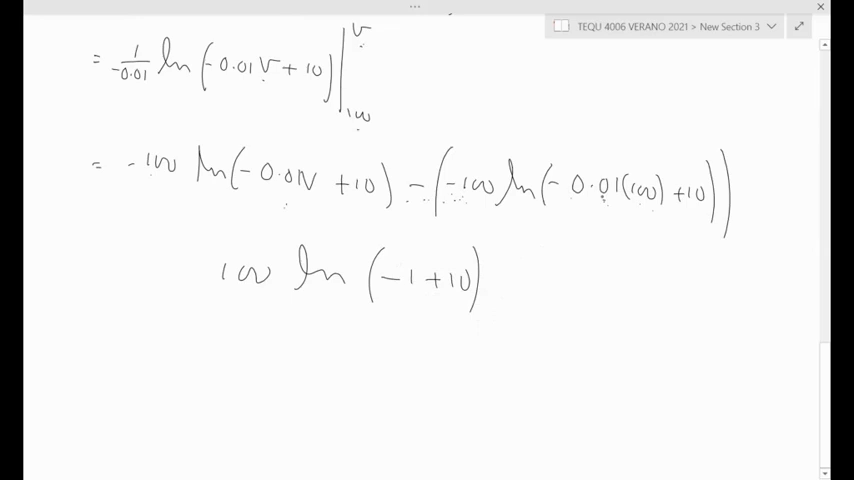 TEQU 4006 VERANO 2021 > New Section 3
= 1/-0.01 ln(-0.01V+10) | V 100
= -100 ln(-0.01V +10) - (-100 ln(-0.01(100) +10))
100 ln (-1+10)